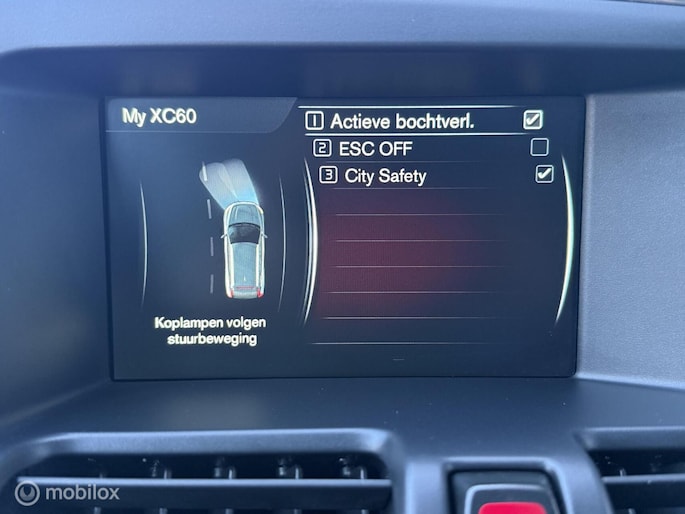 My XC60
1 Actieve bochtverl.
2 ESC OFF
3 City Safety
Koplampen volgen
stuurbeweging
mobilox